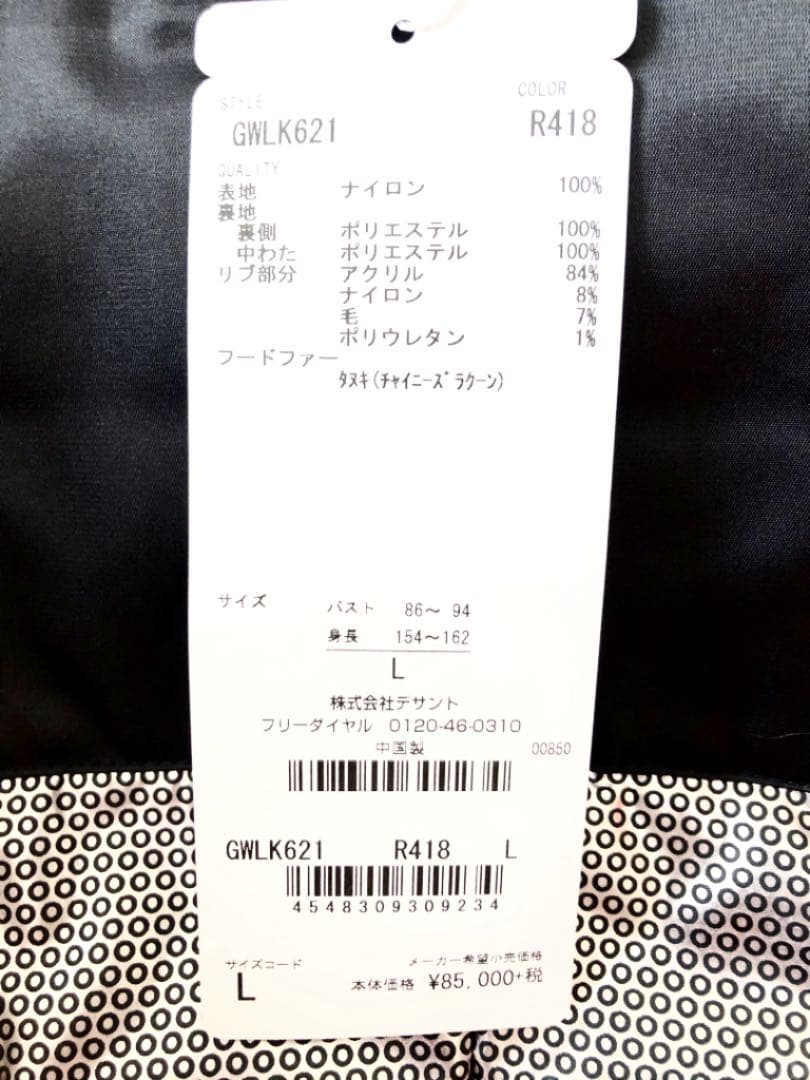 STYLE COLOR
GWLK621 R418
QUALITY
表地 ナイロン 100%
裏地
裏側 ポリエステル 100%
中わた ポリエステル 100%
リブ部分 アクリル 84%
ナイロン 8%
毛 7%
ポリウレタン 1%
フードファー
ﾀﾇｷ(ﾁｬｲﾆｰｽﾞﾗｸｰﾝ)
サイズ バスト 86〜 94
身長 154〜162
L
株式会社デサント
フリーダイヤル 0120-46-0310
中国製 00850
GWLK621 R418 L
4548309309234
サイズコード メーカー希望小売価格
L 本体価格 ¥85,000+税